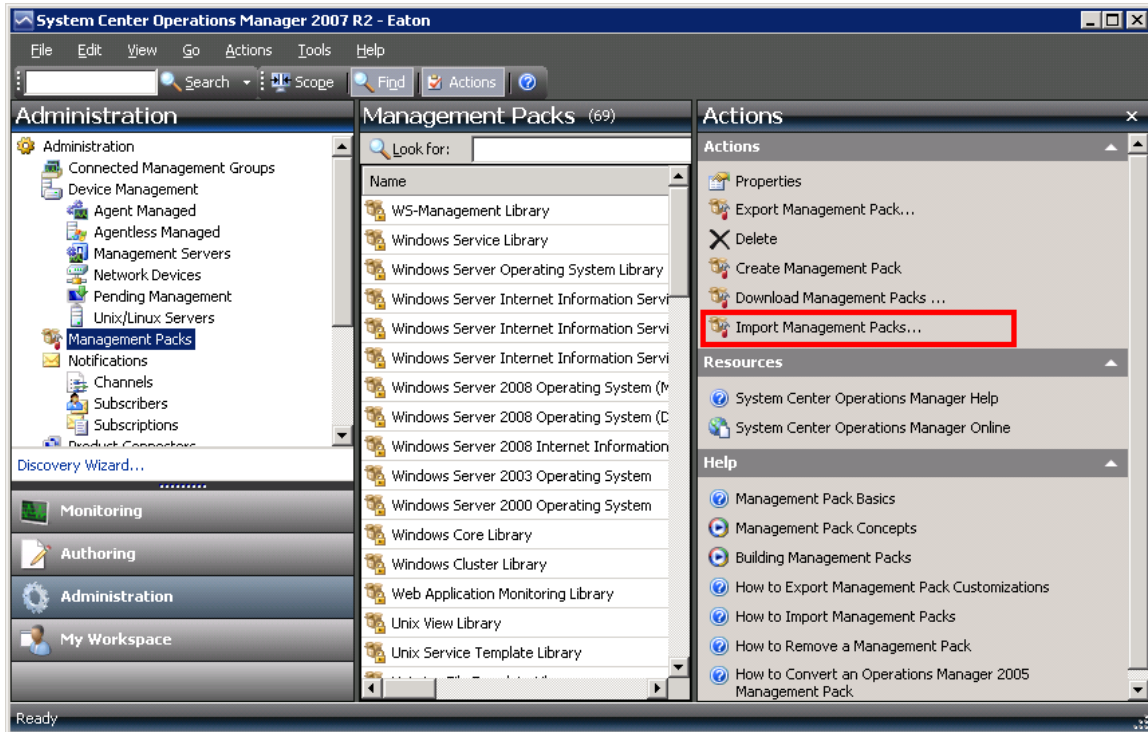 System Center Operations Manager 2007 R2 - Eaton
File Edit View Go Actions Tools Help
Search Scope Find Actions
Administration
Administration
Connected Management Groups
Device Management
Agent Managed
Agentless Managed
Management Servers
Network Devices
Pending Management
Unix/Linux Servers
Management Packs
Notifications
Channels
Subscribers
Subscriptions
Product Connectors
Discovery Wizard...
Monitoring
Authoring
Administration
My Workspace
Management Packs (69)
Look for:
Name
WS-Management Library
Windows Service Library
Windows Server Operating System Library
Windows Server Internet Information Servi
Windows Server Internet Information Servi
Windows Server Internet Information Servi
Windows Server 2008 Operating System (M
Windows Server 2008 Operating System (D
Windows Server 2008 Internet Information
Windows Server 2003 Operating System
Windows Server 2000 Operating System
Windows Core Library
Windows Cluster Library
Web Application Monitoring Library
Unix View Library
Unix Service Template Library
Actions
Actions
Properties
Export Management Pack...
Delete
Create Management Pack
Download Management Packs ...
Import Management Packs...
Resources
System Center Operations Manager Help
System Center Operations Manager Online
Help
Management Pack Basics
Management Pack Concepts
Building Management Packs
How to Export Management Pack Customizations
How to Import Management Packs
How to Remove a Management Pack
How to Convert an Operations Manager 2005
Management Pack
Ready